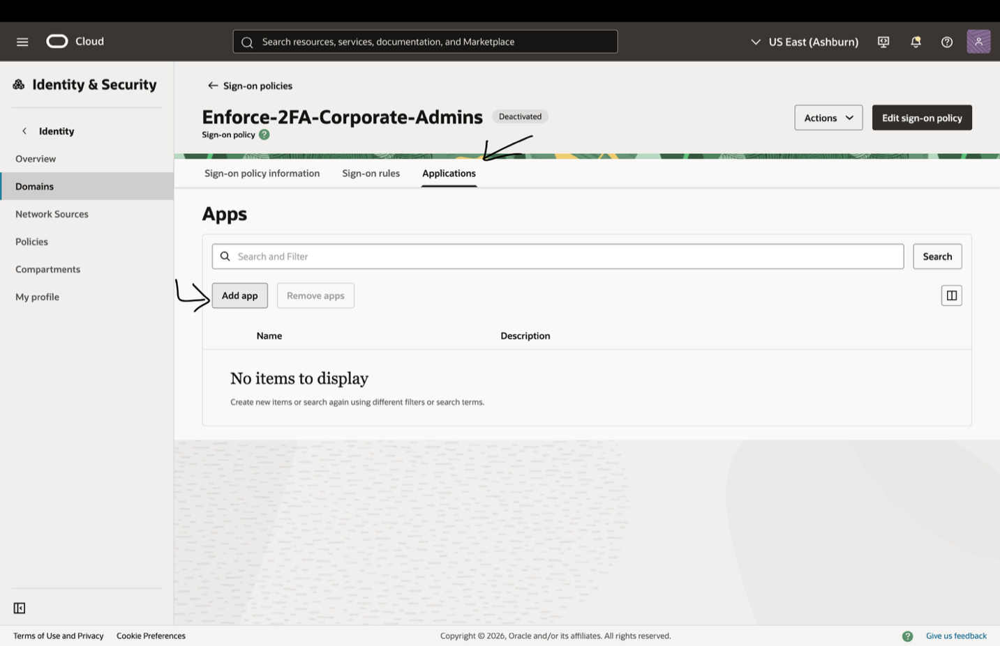 Cloud
Search resources, services, documentation, and Marketplace
US East (Ashburn)
Identity & Security
Identity
Overview
Domains
Network Sources
Policies
Compartments
My profile
Sign-on policies
Enforce-2FA-Corporate-Admins
Deactivated
Sign-on policy ?
Actions
Edit sign-on policy
Sign-on policy information
Sign-on rules
Applications
Apps
Search and Filter
Search
Add app
Remove apps
Name
Description
No items to display
Create new items or search again using different filters or search terms.
Terms of Use and Privacy
Cookie Preferences
Copyright © 2026, Oracle and/or its affiliates. All rights reserved.
?
Give us feedback